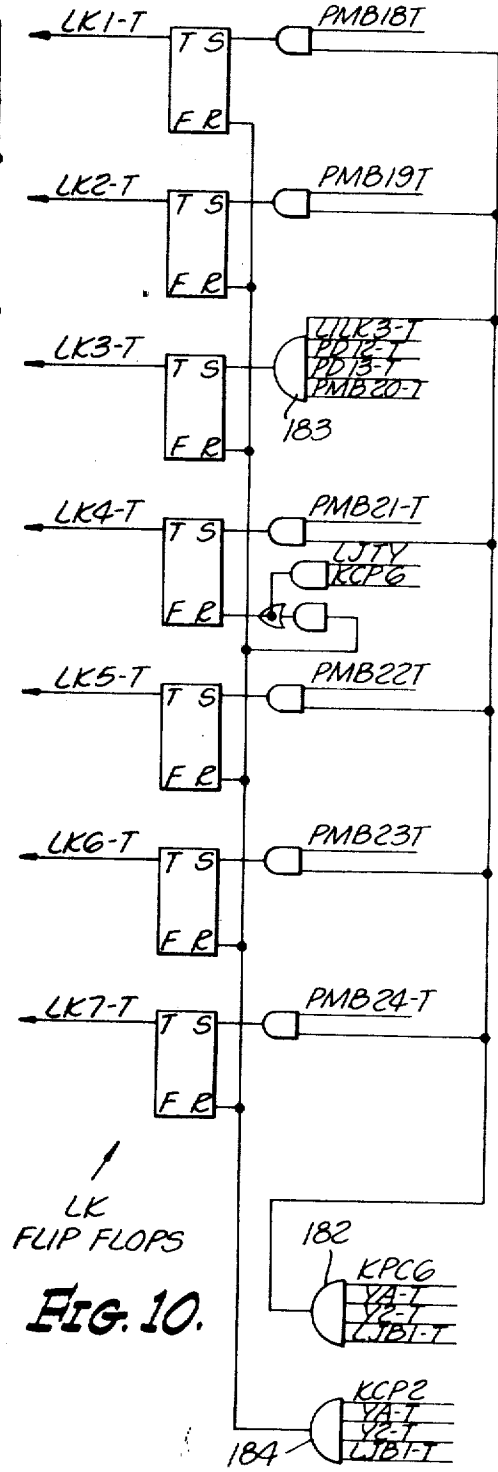 LK1-T
T S
PMB18T
F R
LK2-T
T S
PMB19T
F R
LILK3-T
PD12-T
PD13-T
PMB20-T
LK3-T
T S
183
F R
LK4-T
T S
PMB21-T
LJTY
KCP6
F R
LK5-T
T S
PMB22T
F R
LK6-T
T S
PMB23T
F R
LK7-T
T S
PMB24-T
F R
LK
FLIP FLOPS
FIG. 10.
182
KPC6
YA-T
Y2-T
LJB1-T
KCP2
YA-T
Y2-T
LJB1-T
184